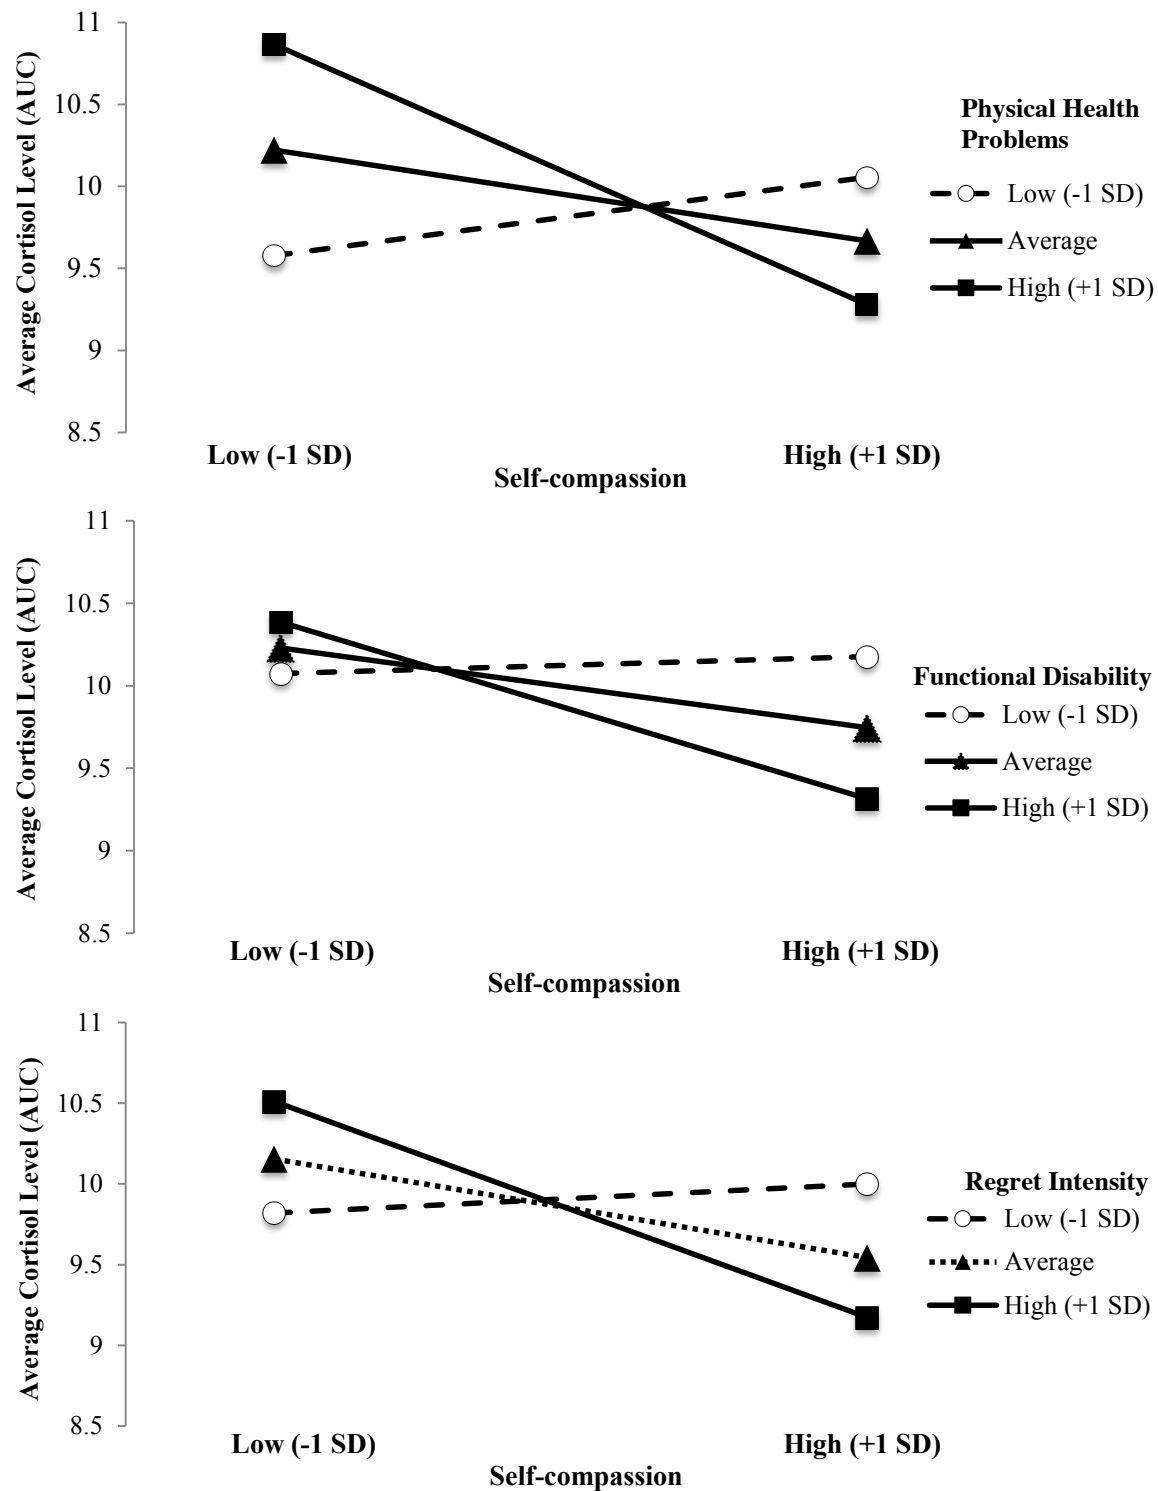 Average Cortisol Level (AUC)
11
10.5
10
9.5
9
8.5
Low (-1 SD)
High (+1 SD)
Self-compassion
Physical Health
Problems
Low (-1 SD)
Average
High (+1 SD)
Average Cortisol Level (AUC)
11
10.5
10
9.5
9
8.5
Low (-1 SD)
High (+1 SD)
Self-compassion
Functional Disability
Low (-1 SD)
Average
High (+1 SD)
Average Cortisol Level (AUC)
11
10.5
10
9.5
9
8.5
Low (-1 SD)
High (+1 SD)
Self-compassion
Regret Intensity
Low (-1 SD)
Average
High (+1 SD)